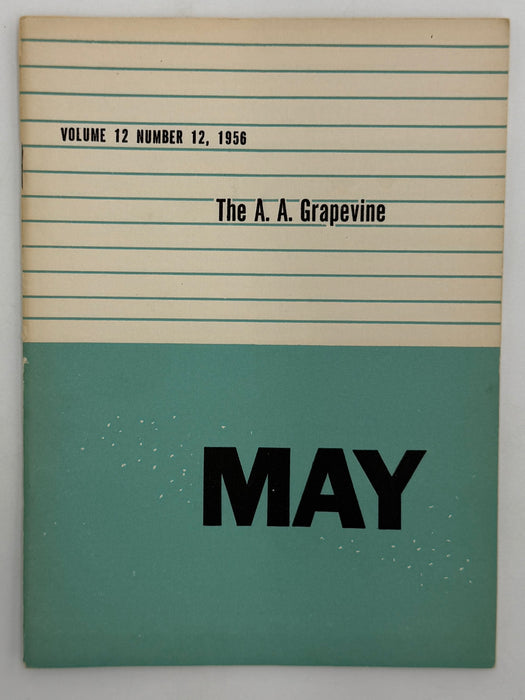 VOLUME 12 NUMBER 12, 1956
The A. A. Grapevine
MAY